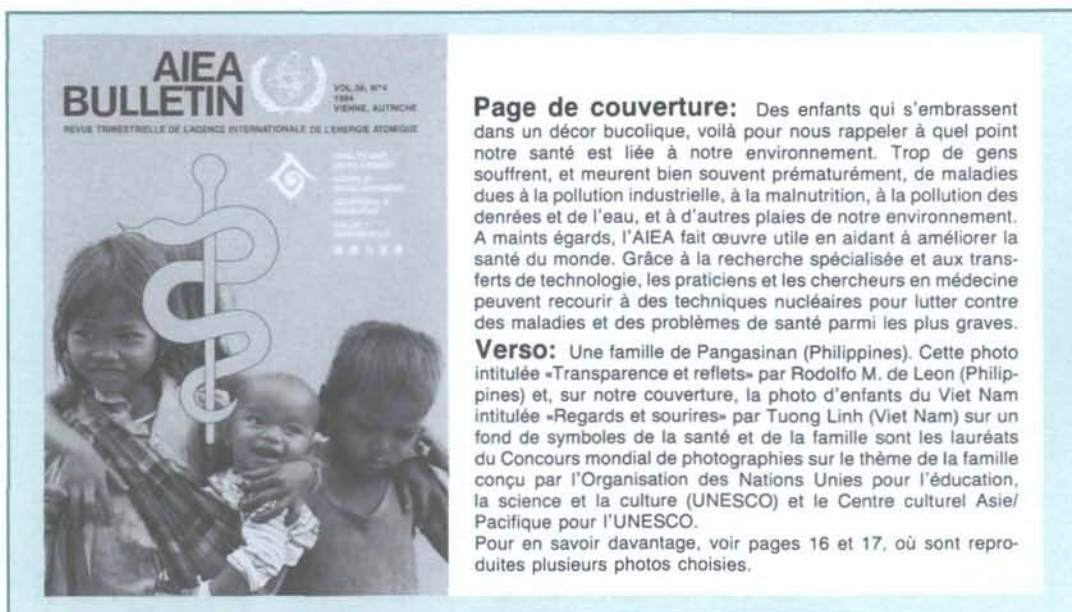 AIEA
BULLETIN
VOL.36, N°4
1994
VIENNE, AUTRICHE
REVUE TRIMESTRIELLE DE L'AGENCE INTERNATIONALE DE L'ENERGIE ATOMIQUE
Page de couverture: Des enfants qui s'embrassent
dans un décor bucolique, voilà pour nous rappeler à quel point
notre santé est liée à notre environnement. Trop de gens
souffrent, et meurent bien souvent prématurément, de maladies
dues à la pollution industrielle, à la malnutrition, à la pollution des
denrées et de l'eau, et à d'autres plaies de notre environnement.
A maints égards, l'AIEA fait œuvre utile en aidant à améliorer la
santé du monde. Grâce à la recherche spécialisée et aux trans-
ferts de technologie, les praticiens et les chercheurs en médecine
peuvent recourir à des techniques nucléaires pour lutter contre
des maladies et des problèmes de santé parmi les plus graves.
Verso: Une famille de Pangasinan (Philippines). Cette photo
intitulée «Transparence et reflets» par Rodolfo M. de Leon (Philip-
pines) et, sur notre couverture, la photo d'enfants du Viet Nam
intitulée «Regards et sourires» par Tuong Linh (Viet Nam) sur un
fond de symboles de la santé et de la famille sont les lauréats
du Concours mondial de photographies sur le thème de la famille
conçu par l'Organisation des Nations Unies pour l'éducation,
la science et la culture (UNESCO) et le Centre culturel Asie/
Pacifique pour l'UNESCO.
Pour en savoir davantage, voir pages 16 et 17, où sont repro-
duites plusieurs photos choisies.